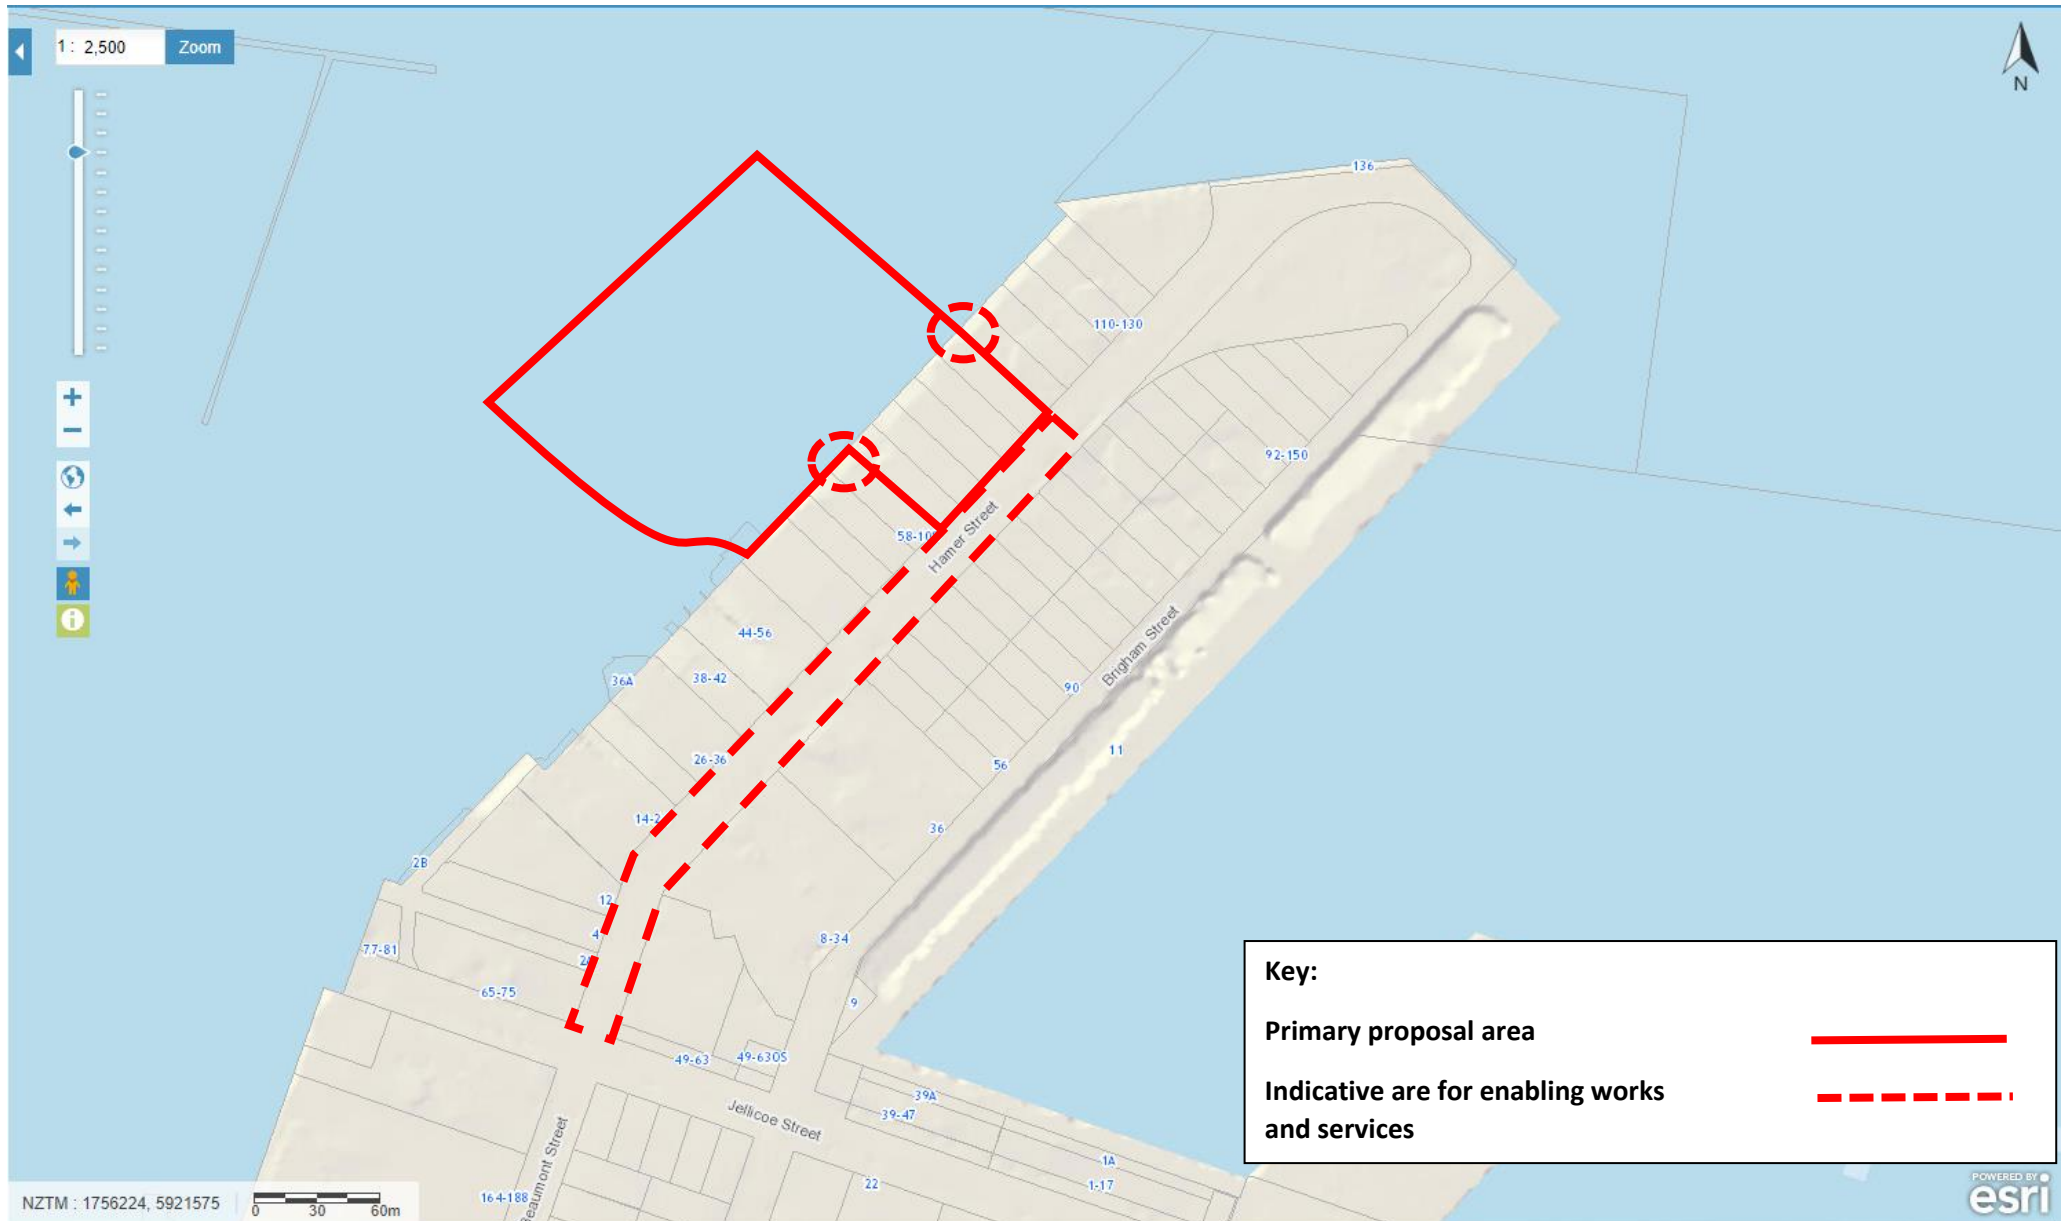 1: 2,500
Zoom
N
136
110-130
92-150
58-10
Hamer Street
44-56
38-42
36A
90
Brigham Street
11
26-36
56
14-2
36
2B
12
4
8-34
77-81
65-75
9
49-63
49-63OS
39A
39-47
Jellicoe Street
1A
1-17
22
164-188
Beaumont Street
Key:
Primary proposal area
Indicative are for enabling works
and services
NZTM : 1756224, 5921575
0 30 60m
POWERED BY
esri